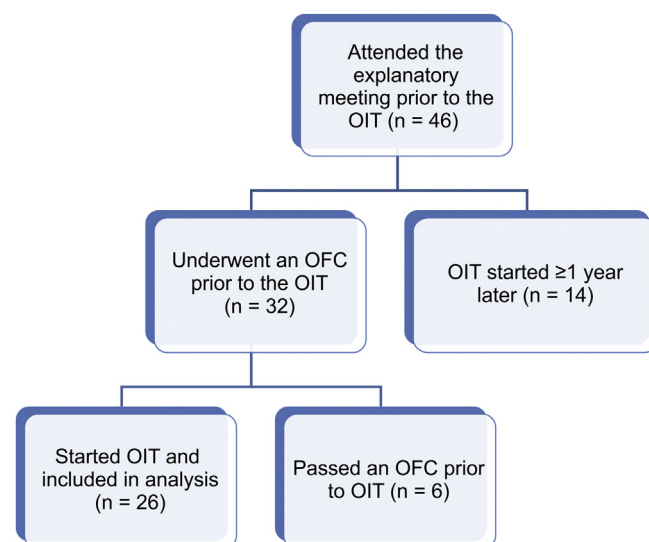 Attended the
explanatory
meeting prior to the
OIT (n = 46)
Underwent an OFC
prior to the OIT
(n = 32)
OIT started ≥1 year
later (n = 14)
Started OIT and
included in analysis
(n = 26)
Passed an OFC prior
to OIT (n = 6)